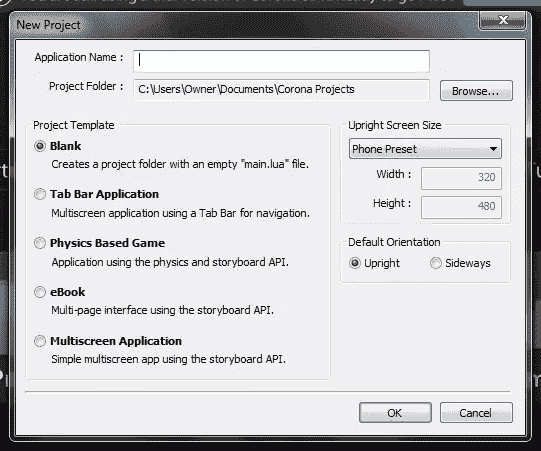 New Project
Application Name :
Project Folder : C:\Users\Owner\Documents\Corona Projects Browse...
Project Template
Blank
Creates a project folder with an empty "main.lua" file.
Tab Bar Application
Multiscreen application using a Tab Bar for navigation.
Physics Based Game
Application using the physics and storyboard API.
eBook
Multi-page interface using the storyboard API.
Multiscreen Application
Simple multiscreen app using the storyboard API.
Upright Screen Size
Phone Preset
Width : 320
Height : 480
Default Orientation
Upright Sideways
OK Cancel